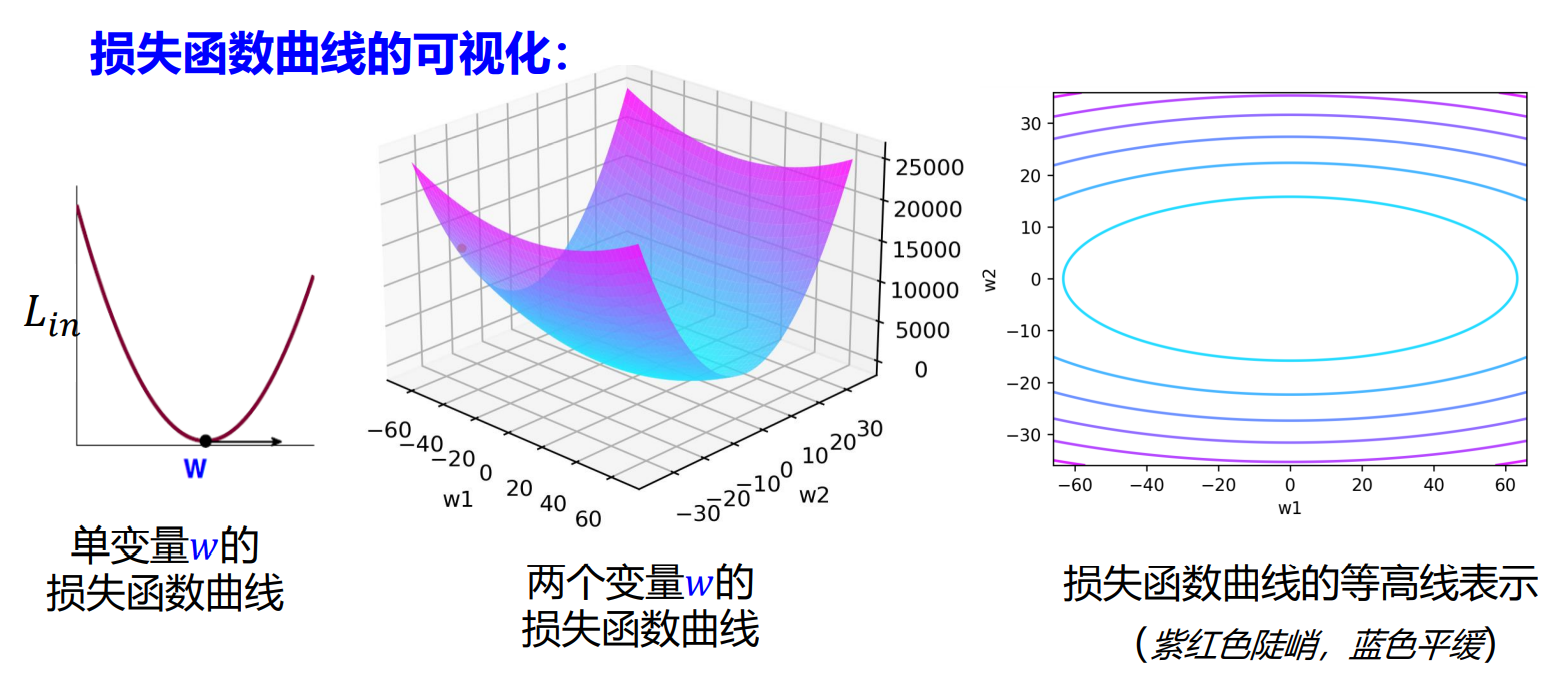 损失函数曲线的可视化：
L_in
w
单变量w的
损失函数曲线
25000
20000
15000
10000
5000
0
−60
−40
−20
0
20
40
60
w1
−30
−20
−10
0
10
20
30
w2
两个变量w的
损失函数曲线
30
20
10
0
−10
−20
−30
w2
−60
−40
−20
0
20
40
60
w1
损失函数曲线的等高线表示
(紫红色陡峭，蓝色平缓)